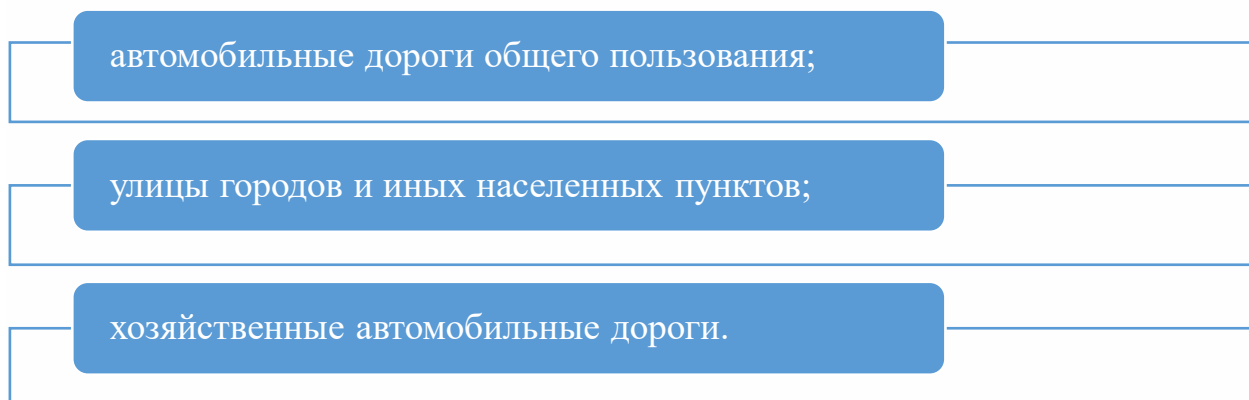 автомобильные дороги общего пользования;
улицы городов и иных населенных пунктов;
хозяйственные автомобильные дороги.